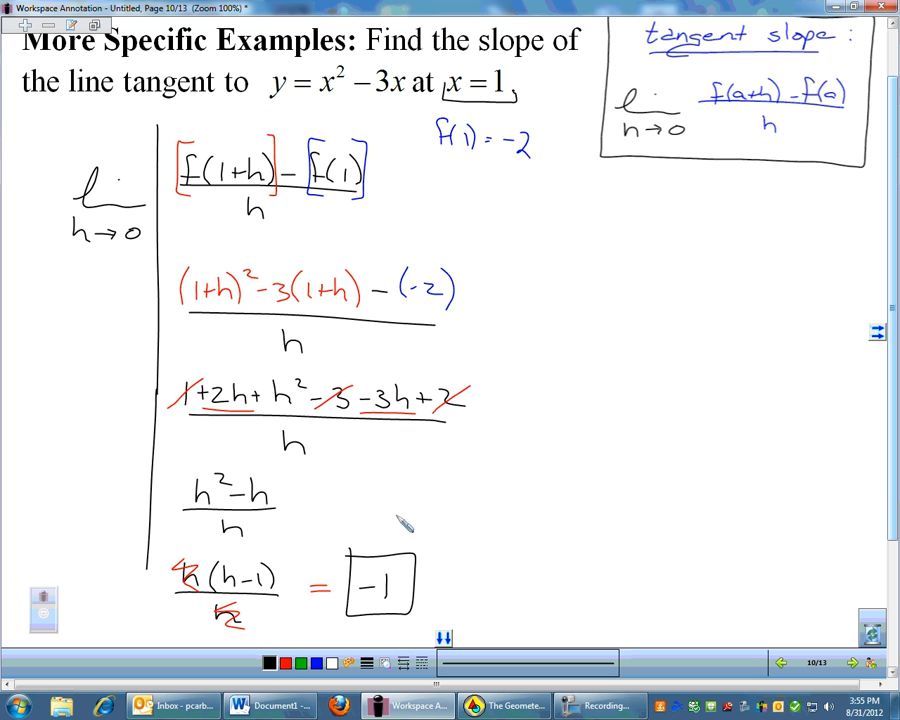 Workspace Annotation - Untitled, Page 10/13 (Zoom 100%) *
More Specific Examples: Find the slope of
the line tangent to y = x² − 3x at x = 1.
tangent slope :
lim h→0 f(a+h) - f(a) / h
f(1) = -2
lim h→0 [f(1+h)] - [f(1)] / h
(1+h)² - 3(1+h) - (-2) / h
1 + 2h + h² - 3 - 3h + 2 / h
h² - h / h
h(h-1) / h = -1
10/13
Inbox - pcarb...
Document1 - ...
Workspace A...
The Geomete...
Recording...
3:55 PM
8/31/2012